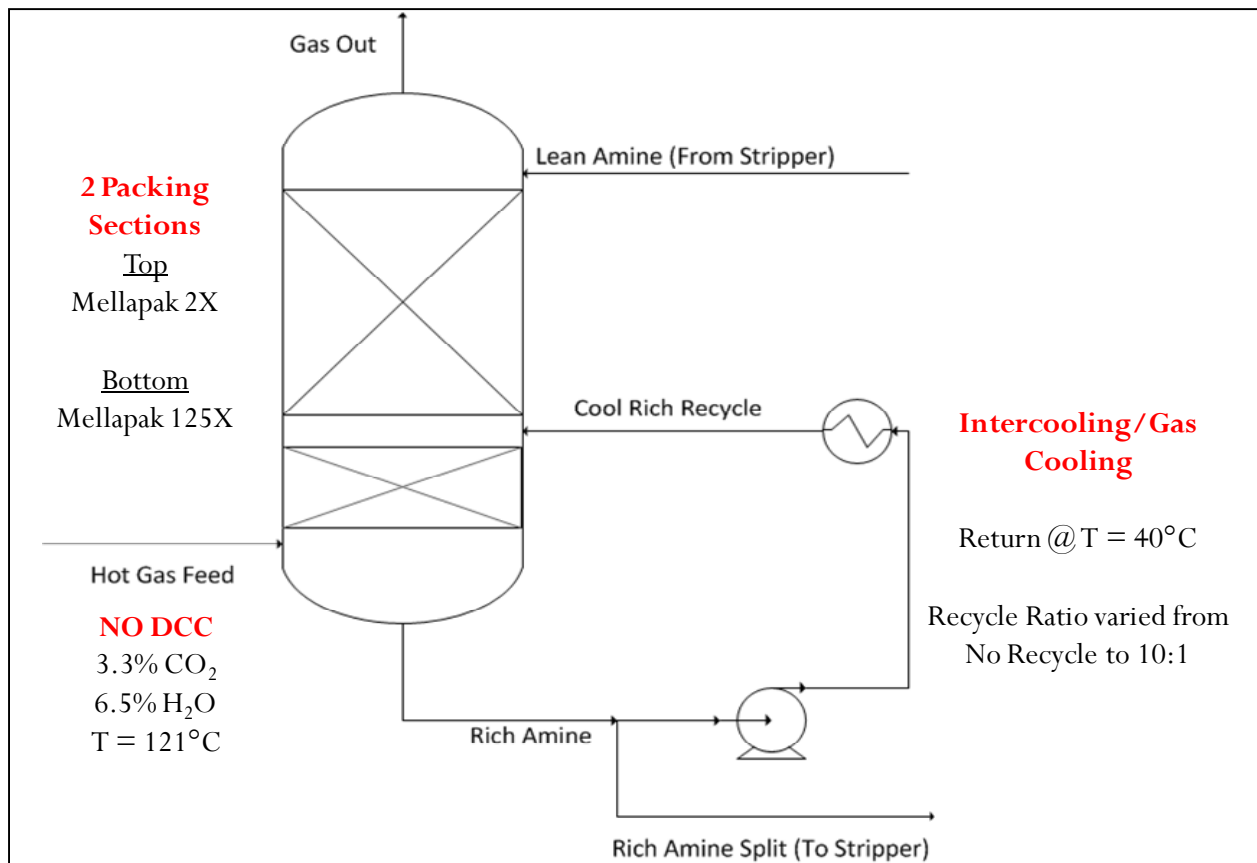 Gas Out
Lean Amine (From Stripper)
2 Packing
Sections
Top
Mellapak 2X
Bottom
Mellapak 125X
Cool Rich Recycle
Intercooling/Gas
Cooling
Return @ T = 40°C
Recycle Ratio varied from
No Recycle to 10:1
Hot Gas Feed
NO DCC
3.3% CO₂
6.5% H₂O
T = 121°C
Rich Amine
Rich Amine Split (To Stripper)